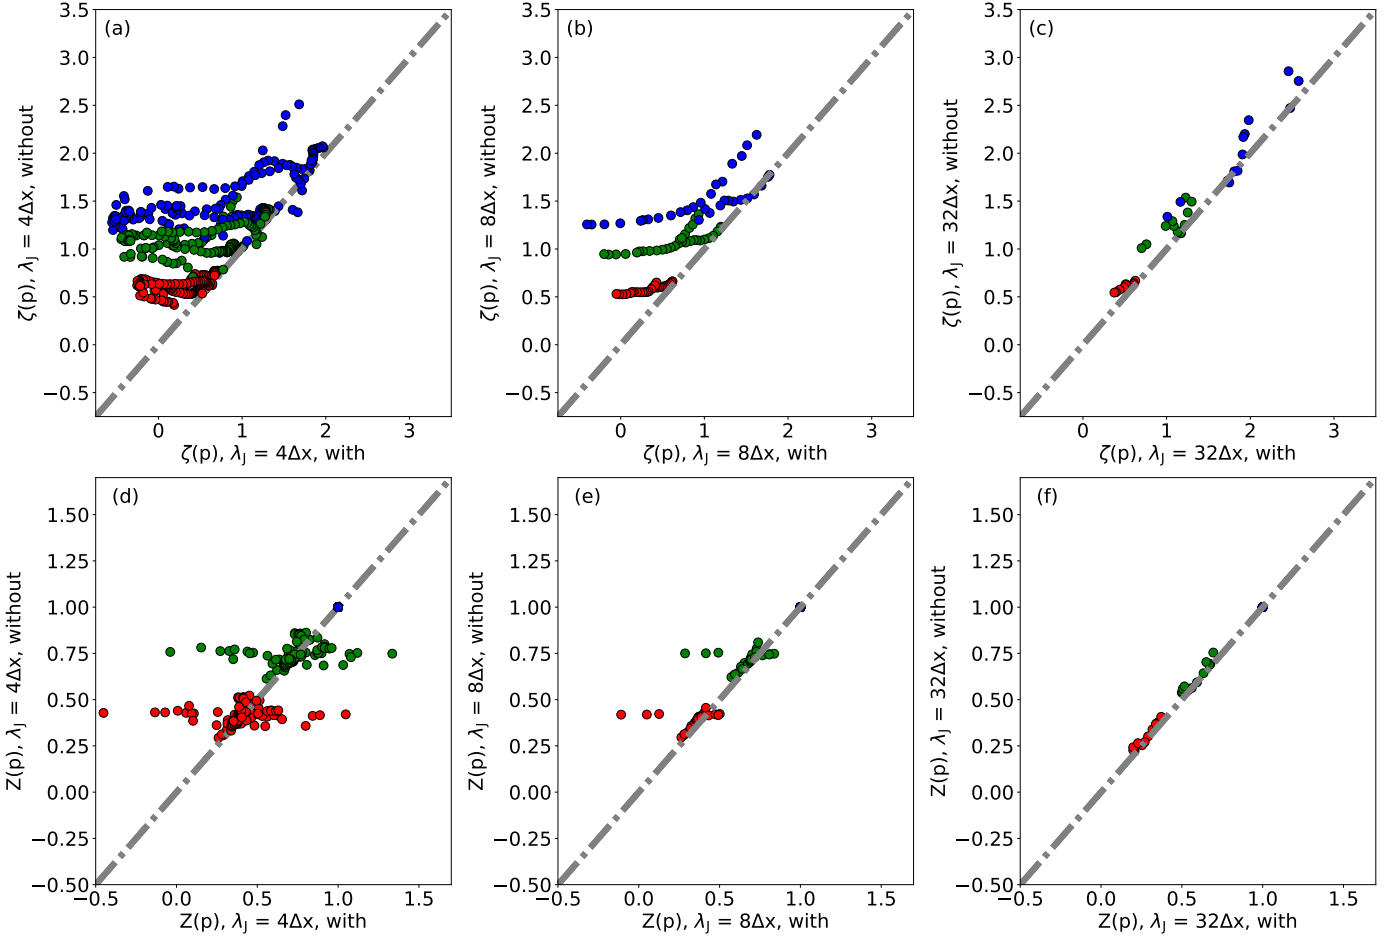 (a)
3.5
3.0
2.5
2.0
1.5
1.0
0.5
0.0
−0.5
ζ(p), λJ = 4Δx, without
0 1 2 3
ζ(p), λJ = 4Δx, with
(b)
3.5
3.0
2.5
2.0
1.5
1.0
0.5
0.0
−0.5
ζ(p), λJ = 8Δx, without
0 1 2 3
ζ(p), λJ = 8Δx, with
(c)
3.5
3.0
2.5
2.0
1.5
1.0
0.5
0.0
−0.5
ζ(p), λJ = 32Δx, without
0 1 2 3
ζ(p), λJ = 32Δx, with
(d)
1.50
1.25
1.00
0.75
0.50
0.25
0.00
−0.25
−0.50
Z(p), λJ = 4Δx, without
−0.5 0.0 0.5 1.0 1.5
Z(p), λJ = 4Δx, with
(e)
1.50
1.25
1.00
0.75
0.50
0.25
0.00
−0.25
−0.50
Z(p), λJ = 8Δx, without
−0.5 0.0 0.5 1.0 1.5
Z(p), λJ = 8Δx, with
(f)
1.50
1.25
1.00
0.75
0.50
0.25
0.00
−0.25
−0.50
Z(p), λJ = 32Δx, without
−0.5 0.0 0.5 1.0 1.5
Z(p), λJ = 32Δx, with